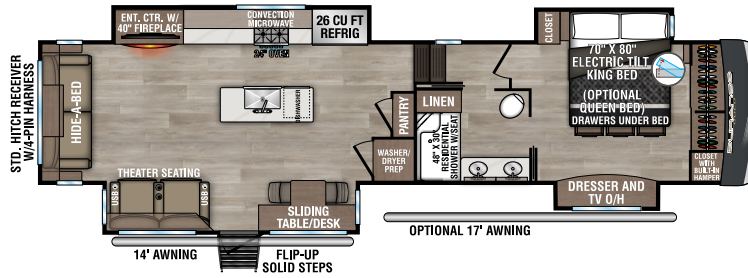 ENT. CTR. W/
40" FIREPLACE
CONVECTION
MICROWAVE
24" OVEN
26 CU FT
REFRIG
CLOSET
70" X 80"
ELECTRIC TILT
KING BED
(OPTIONAL
QUEEN BED)
DRAWERS UNDER BED
STD. HITCH RECEIVER
W/4-PIN HARNESS
HIDE-A-BED
DISHWASHER
PANTRY
LINEN
48" X 30"
RESIDENTIAL
SHOWER W/SEAT
WASHER/
DRYER
PREP
DURANGO
CLOSET
WITH
BUILT-IN
HAMPER
THEATER SEATING
USB
USB
SLIDING
TABLE/DESK
DRESSER AND
TV O/H
14' AWNING
FLIP-UP
SOLID STEPS
OPTIONAL 17' AWNING